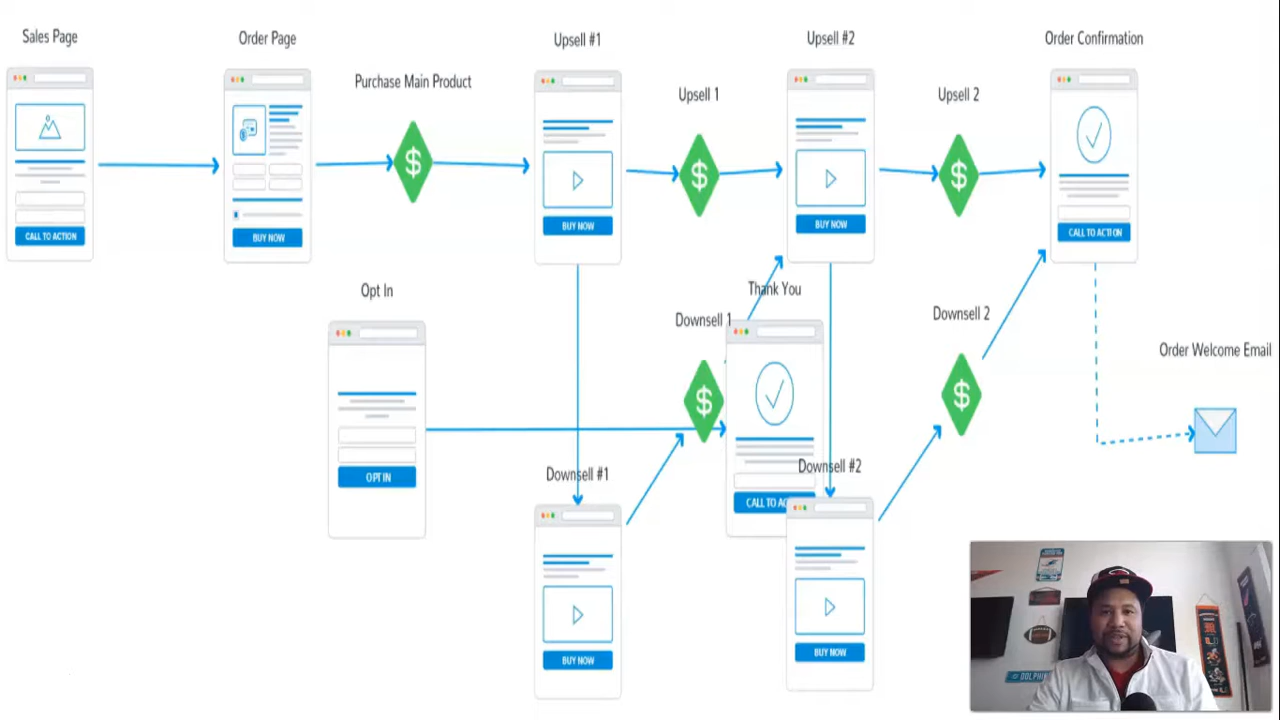 Sales Page
Order Page
Purchase Main Product
Upsell #1
Upsell 1
Upsell #2
Upsell 2
Order Confirmation
CALL TO ACTION
BUY NOW
$
BUY NOW
$
BUY NOW
$
CALL TO ACTION
Opt In
OPT IN
Downsell 1
$
Thank You
CALL TO AC
Downsell 2
$
Order Welcome Email
Downsell #1
BUY NOW
Downsell #2
BUY NOW
DOLPHIN